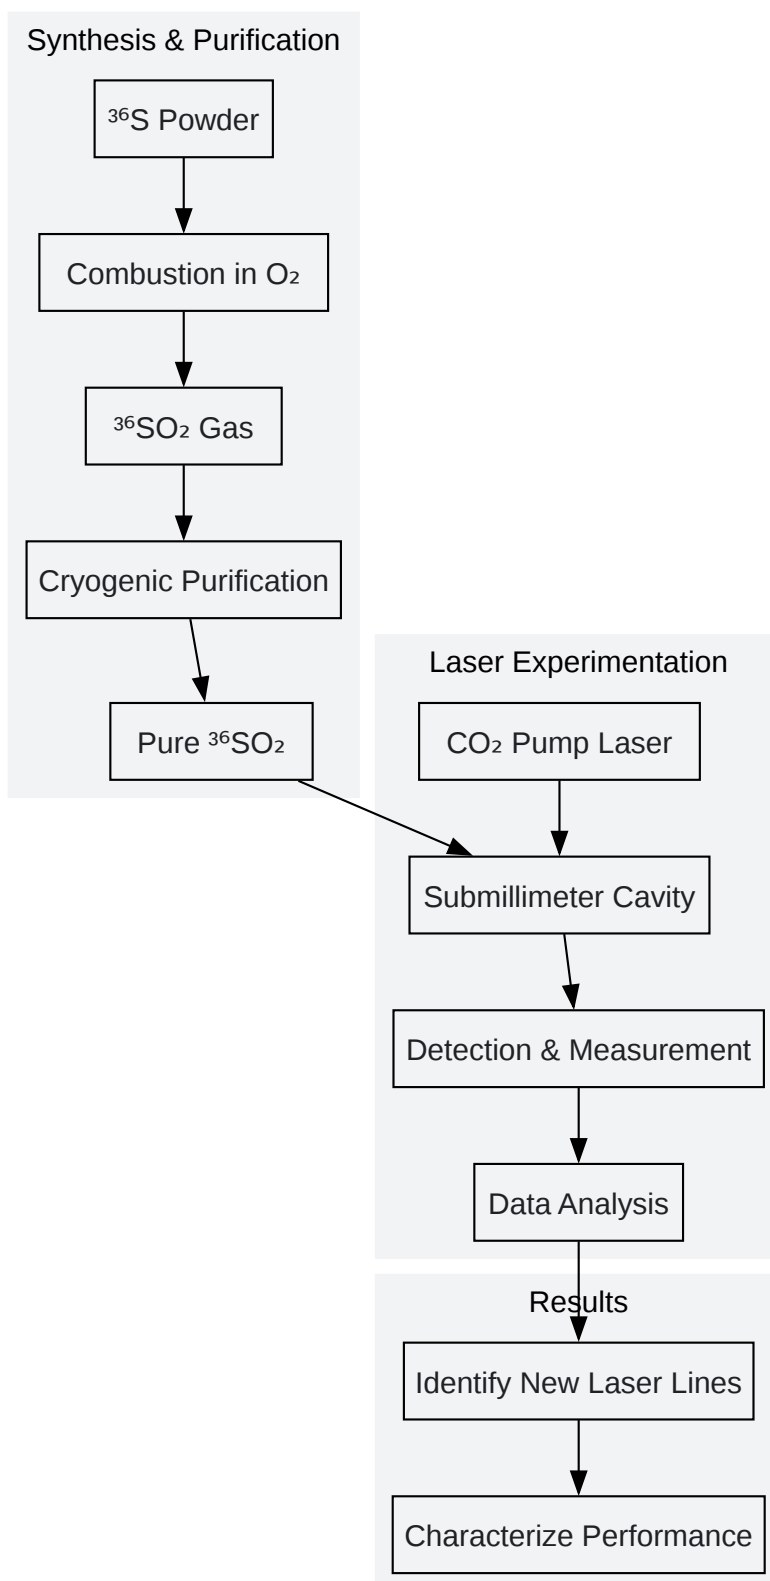 Synthesis & Purification
³⁶S Powder
Combustion in O₂
³⁶SO₂ Gas
Cryogenic Purification
Pure ³⁶SO₂
Laser Experimentation
CO₂ Pump Laser
Submillimeter Cavity
Detection & Measurement
Data Analysis
Results
Identify New Laser Lines
Characterize Performance